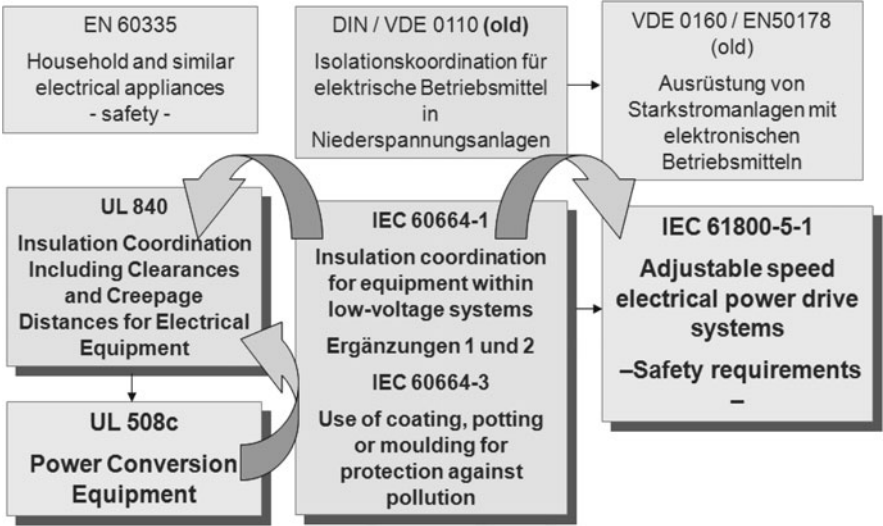 EN 60335
Household and similar
electrical appliances
- safety -
DIN / VDE 0110 (old)
Isolationskoordination für
elektrische Betriebsmittel
in
Niederspannungsanlagen
VDE 0160 / EN50178
(old)
Ausrüstung von
Starkstromanlagen mit
elektronischen
Betriebsmitteln
UL 840
Insulation Coordination
Including Clearances
and Creepage
Distances for Electrical
Equipment
UL 508c
Power Conversion
Equipment
IEC 60664-1
Insulation coordination
for equipment within
low-voltage systems
Ergänzungen 1 und 2
IEC 60664-3
Use of coating, potting
or moulding for
protection against
pollution
IEC 61800-5-1
Adjustable speed
electrical power drive
systems
–Safety requirements
–